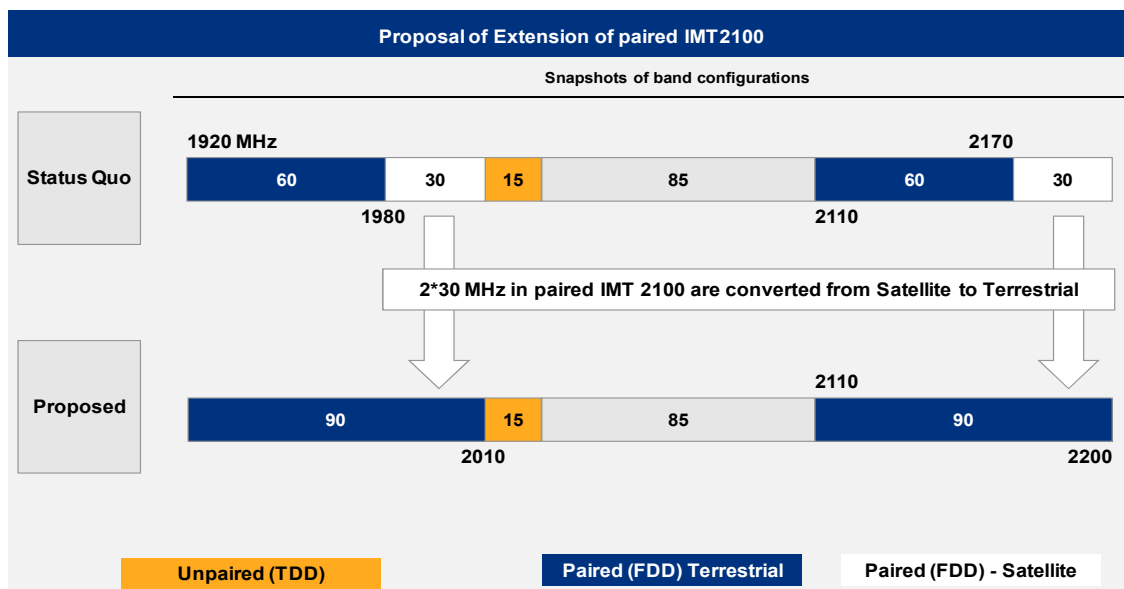 Proposal of Extension of paired IMT2100
Snapshots of band configurations
Status Quo
1920 MHz
2170
60
30
15
85
60
30
1980
2110
2*30 MHz in paired IMT 2100 are converted from Satellite to Terrestrial
Proposed
2110
90
15
85
90
2010
2200
Unpaired (TDD)
Paired (FDD) Terrestrial
Paired (FDD) - Satellite